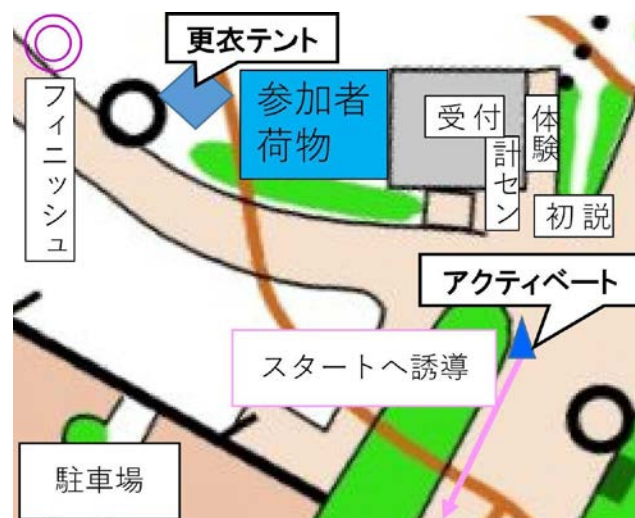 更衣テント
フィニッシュ
参加者
荷物
受付
体験
計セン
初説
アクティベート
スタートへ誘導
駐車場